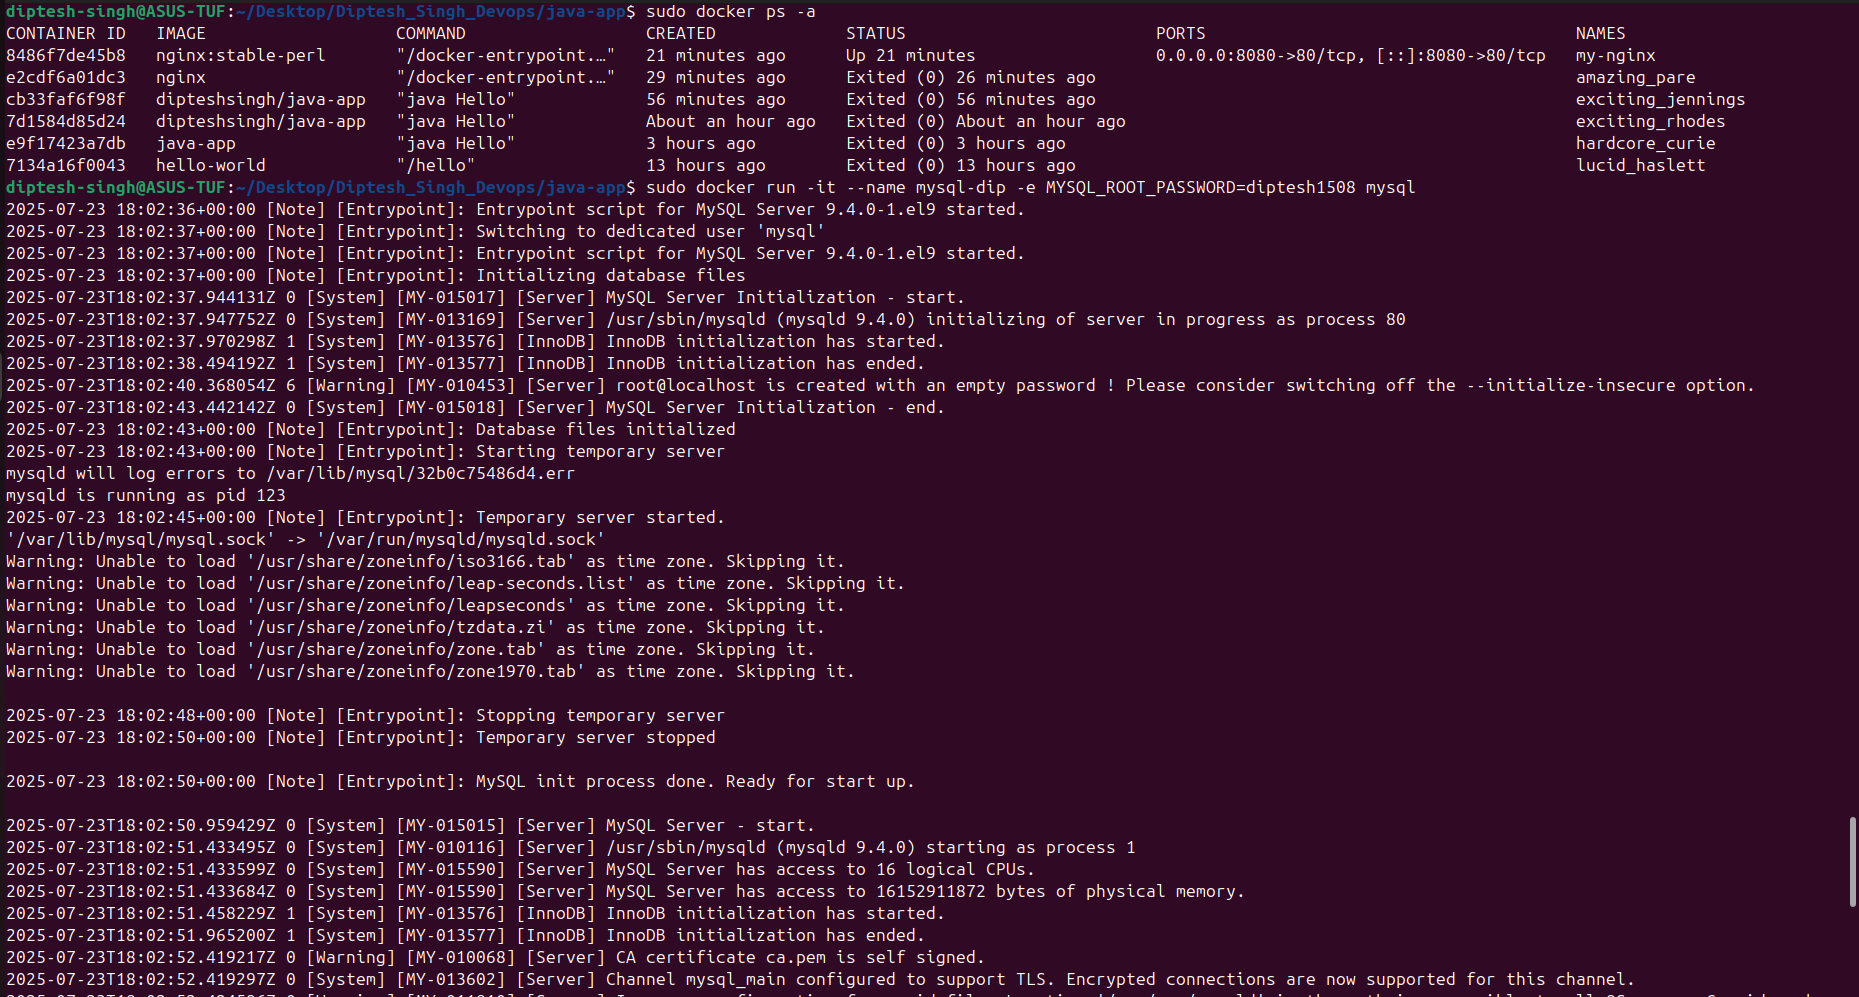 diptesh-singh@ASUS-TUF:~/Desktop/Diptesh_Singh_Devops/java-app$ sudo docker ps -a
CONTAINER ID   IMAGE                  COMMAND                  CREATED             STATUS                         PORTS                                     NAMES
8486f7de45b8   nginx:stable-perl      "/docker-entrypoint.…"   21 minutes ago      Up 21 minutes                  0.0.0.0:8080->80/tcp, [::]:8080->80/tcp   my-nginx
e2cdf6a01dc3   nginx                  "/docker-entrypoint.…"   29 minutes ago      Exited (0) 26 minutes ago                                                amazing_pare
cb33faf6f98f   dipteshsingh/java-app   "java Hello"             56 minutes ago      Exited (0) 56 minutes ago                                                exciting_jennings
7d1584d85d24   dipteshsingh/java-app   "java Hello"             About an hour ago   Exited (0) About an hour ago                                             exciting_rhodes
e9f17423a7db   java-app               "java Hello"             3 hours ago         Exited (0) 3 hours ago                                                   hardcore_curie
7134a16f0043   hello-world            "/hello"                 13 hours ago        Exited (0) 13 hours ago                                                  lucid_haslett
diptesh-singh@ASUS-TUF:~/Desktop/Diptesh_Singh_Devops/java-app$ sudo docker run -it --name mysql-dip -e MYSQL_ROOT_PASSWORD=diptesh1508 mysql
2025-07-23 18:02:36+00:00 [Note] [Entrypoint]: Entrypoint script for MySQL Server 9.4.0-1.el9 started.
2025-07-23 18:02:37+00:00 [Note] [Entrypoint]: Switching to dedicated user 'mysql'
2025-07-23 18:02:37+00:00 [Note] [Entrypoint]: Entrypoint script for MySQL Server 9.4.0-1.el9 started.
2025-07-23 18:02:37+00:00 [Note] [Entrypoint]: Initializing database files
2025-07-23T18:02:37.944131Z 0 [System] [MY-015017] [Server] MySQL Server Initialization - start.
2025-07-23T18:02:37.947752Z 0 [System] [MY-013169] [Server] /usr/sbin/mysqld (mysqld 9.4.0) initializing of server in progress as process 80
2025-07-23T18:02:37.970298Z 1 [System] [MY-013576] [InnoDB] InnoDB initialization has started.
2025-07-23T18:02:38.494192Z 1 [System] [MY-013577] [InnoDB] InnoDB initialization has ended.
2025-07-23T18:02:40.368054Z 6 [Warning] [MY-010453] [Server] root@localhost is created with an empty password ! Please consider switching off the --initialize-insecure option.
2025-07-23T18:02:43.442142Z 0 [System] [MY-015018] [Server] MySQL Server Initialization - end.
2025-07-23 18:02:43+00:00 [Note] [Entrypoint]: Database files initialized
2025-07-23 18:02:43+00:00 [Note] [Entrypoint]: Starting temporary server
mysqld will log errors to /var/lib/mysql/32b0c75486d4.err
mysqld is running as pid 123
2025-07-23 18:02:45+00:00 [Note] [Entrypoint]: Temporary server started.
'/var/lib/mysql/mysql.sock' -> '/var/run/mysqld/mysqld.sock'
Warning: Unable to load '/usr/share/zoneinfo/iso3166.tab' as time zone. Skipping it.
Warning: Unable to load '/usr/share/zoneinfo/leap-seconds.list' as time zone. Skipping it.
Warning: Unable to load '/usr/share/zoneinfo/leapseconds' as time zone. Skipping it.
Warning: Unable to load '/usr/share/zoneinfo/tzdata.zi' as time zone. Skipping it.
Warning: Unable to load '/usr/share/zoneinfo/zone.tab' as time zone. Skipping it.
Warning: Unable to load '/usr/share/zoneinfo/zone1970.tab' as time zone. Skipping it.
2025-07-23 18:02:48+00:00 [Note] [Entrypoint]: Stopping temporary server
2025-07-23 18:02:50+00:00 [Note] [Entrypoint]: Temporary server stopped
2025-07-23 18:02:50+00:00 [Note] [Entrypoint]: MySQL init process done. Ready for start up.
2025-07-23T18:02:50.959429Z 0 [System] [MY-015015] [Server] MySQL Server - start.
2025-07-23T18:02:51.433495Z 0 [System] [MY-010116] [Server] /usr/sbin/mysqld (mysqld 9.4.0) starting as process 1
2025-07-23T18:02:51.433599Z 0 [System] [MY-015590] [Server] MySQL Server has access to 16 logical CPUs.
2025-07-23T18:02:51.433684Z 0 [System] [MY-015590] [Server] MySQL Server has access to 16152911872 bytes of physical memory.
2025-07-23T18:02:51.458229Z 1 [System] [MY-013576] [InnoDB] InnoDB initialization has started.
2025-07-23T18:02:51.965200Z 1 [System] [MY-013577] [InnoDB] InnoDB initialization has ended.
2025-07-23T18:02:52.419217Z 0 [Warning] [MY-010068] [Server] CA certificate ca.pem is self signed.
2025-07-23T18:02:52.419297Z 0 [System] [MY-013602] [Server] Channel mysql_main configured to support TLS. Encrypted connections are now supported for this channel.